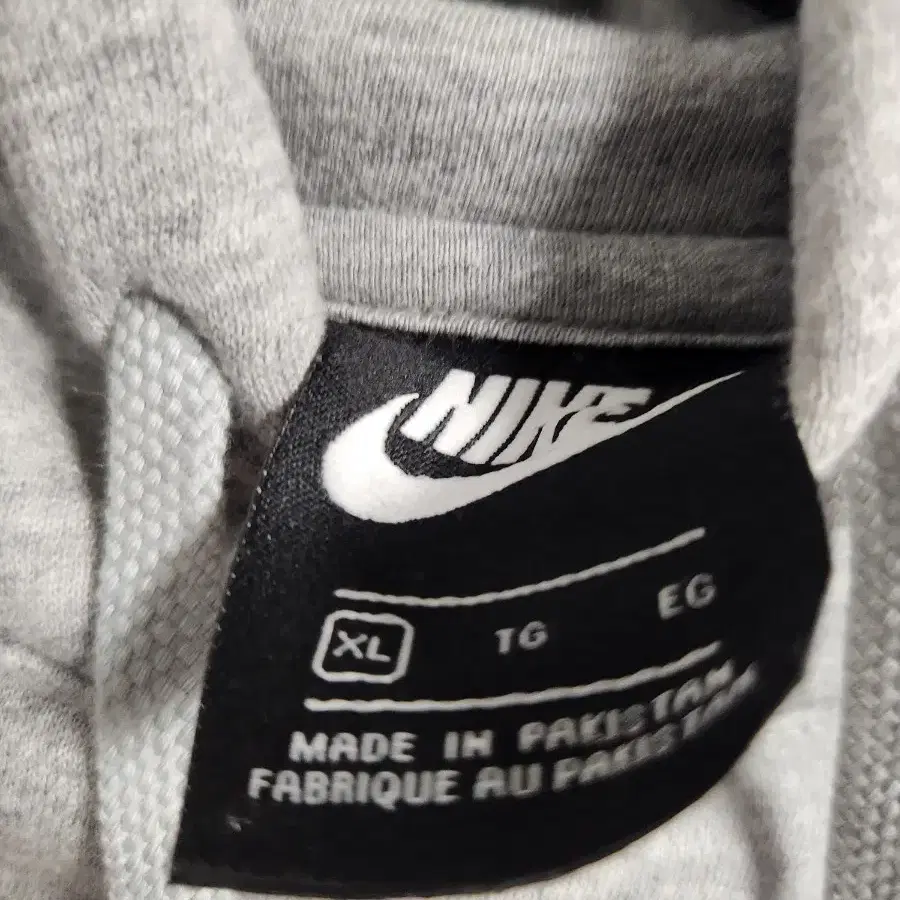 NIKE
XL TG EG
MADE IN PAKISTAN
FABRIQUE AU PAKISTAN